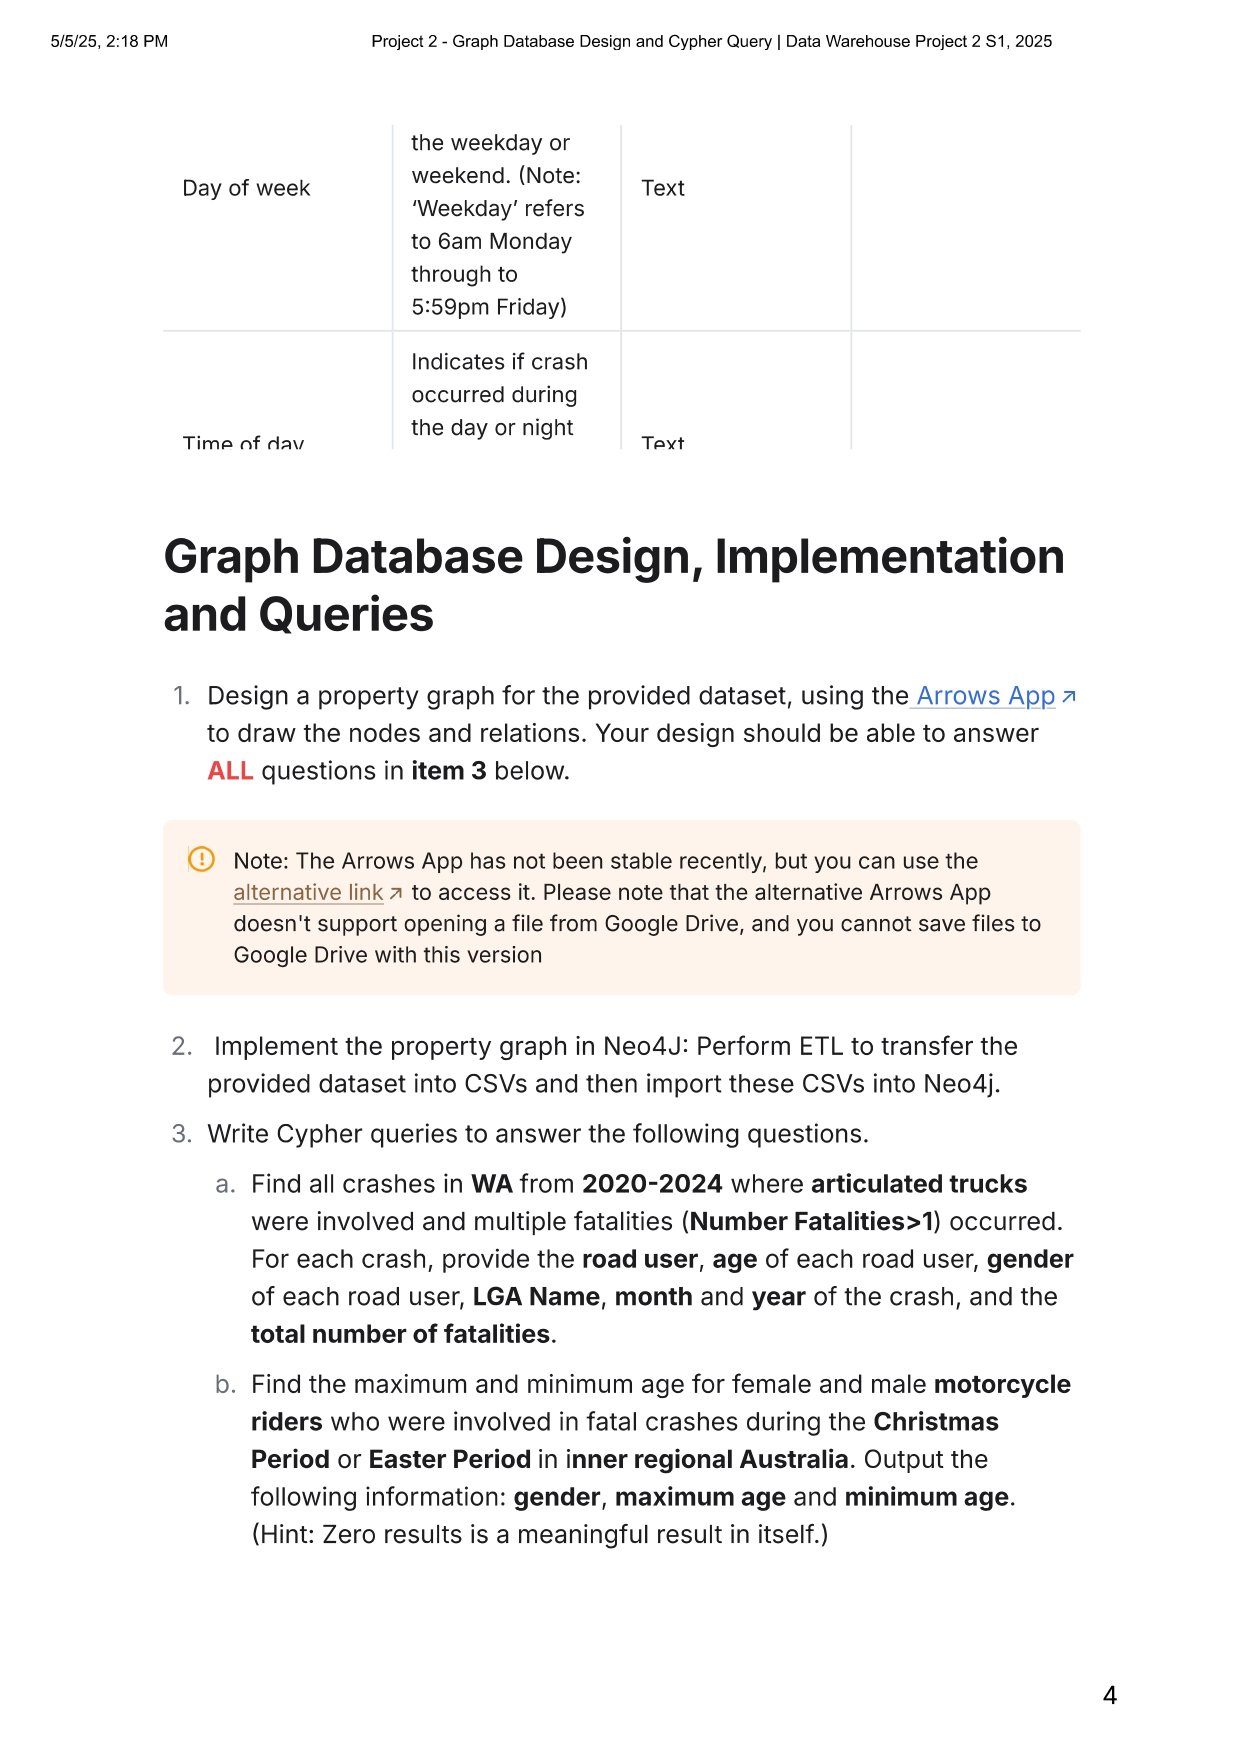 5/5/25, 2:18 PM
Project 2 - Graph Database Design and Cypher Query | Data Warehouse Project 2 S1, 2025
Day of week
the weekday or
weekend. (Note:
‘Weekday’ refers
to 6am Monday
through to
5:59pm Friday)
Text
Time of day
Indicates if crash
occurred during
the day or night
Text
Graph Database Design, Implementation
and Queries
1. Design a property graph for the provided dataset, using the Arrows App ↗
to draw the nodes and relations. Your design should be able to answer
ALL questions in item 3 below.
Note: The Arrows App has not been stable recently, but you can use the
alternative link ↗ to access it. Please note that the alternative Arrows App
doesn't support opening a file from Google Drive, and you cannot save files to
Google Drive with this version
2. Implement the property graph in Neo4J: Perform ETL to transfer the
provided dataset into CSVs and then import these CSVs into Neo4j.
3. Write Cypher queries to answer the following questions.
a. Find all crashes in WA from 2020-2024 where articulated trucks
were involved and multiple fatalities (Number Fatalities>1) occurred.
For each crash, provide the road user, age of each road user, gender
of each road user, LGA Name, month and year of the crash, and the
total number of fatalities.
b. Find the maximum and minimum age for female and male motorcycle
riders who were involved in fatal crashes during the Christmas
Period or Easter Period in inner regional Australia. Output the
following information: gender, maximum age and minimum age.
(Hint: Zero results is a meaningful result in itself.)
4